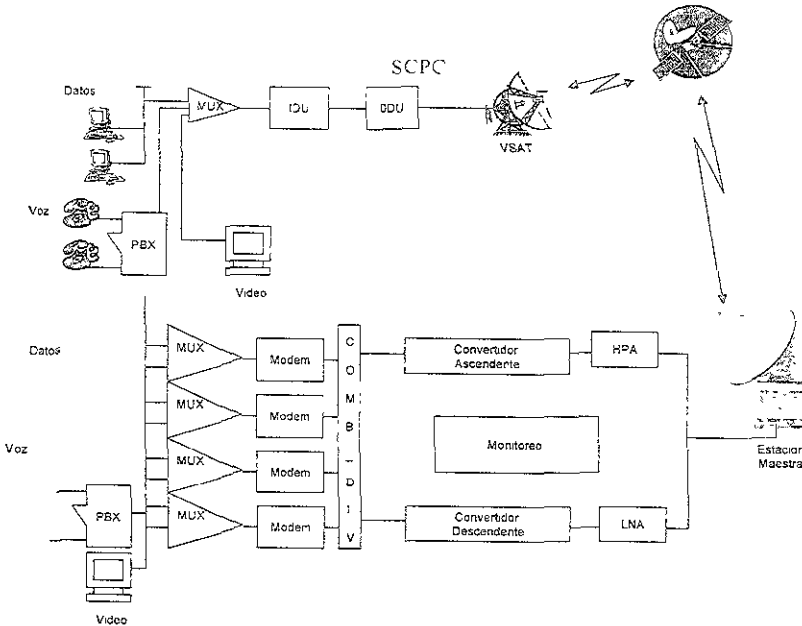 SCPC
Datos
MUX
IDU
ODU
VSAT
Voz
PBX
Video
Datos
MUX
Modem
MUX
Modem
MUX
Modem
MUX
Modem
C O M B T D I V
Convertidor
Ascendente
HPA
Monitoreo
Voz
PBX
Convertidor
Descendente
LNA
Estacion
Maestra
Video